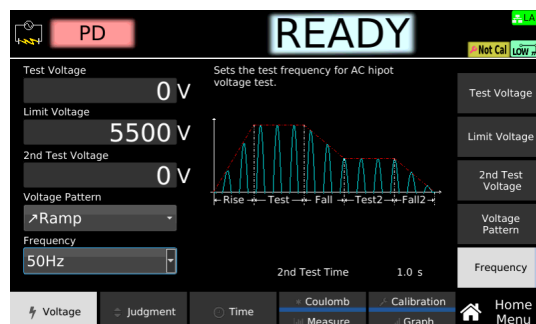 PD
READY
LA
Not Cal
LOW
Test Voltage
0 V
Limit Voltage
5500 V
2nd Test Voltage
0 V
Voltage Pattern
↗Ramp
Frequency
50Hz
Sets the test frequency for AC hipot
voltage test.
Rise
Test
Fall
Test2
Fall2
2nd Test Time 1.0 s
Test Voltage
Limit Voltage
2nd Test
Voltage
Voltage
Pattern
Frequency
Voltage
Judgment
Time
Coulomb
Measure
Calibration
Graph
Home
Menu